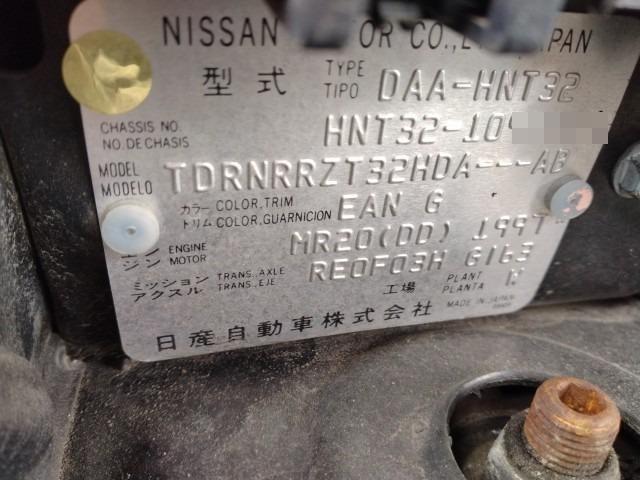 NISSAN OR CO., JAPAN
型式 TYPE TIPO DAA-HNT32
CHASSIS NO. NO.DE CHASIS HNT32-10
MODEL MODELO TDRNRRZT32HDA---AB
カラー トリム COLOR,TRIM COLOR,GUARNICION EAN G
ジン ENGINE MOTOR MR20(DD) 1997
ミッション アクスル TRANS.,AXLE TRANS.,EJE RE0F03H G163
工場 PLANT PLANTA W
日産自動車株式会社 MADE IN JAPAN